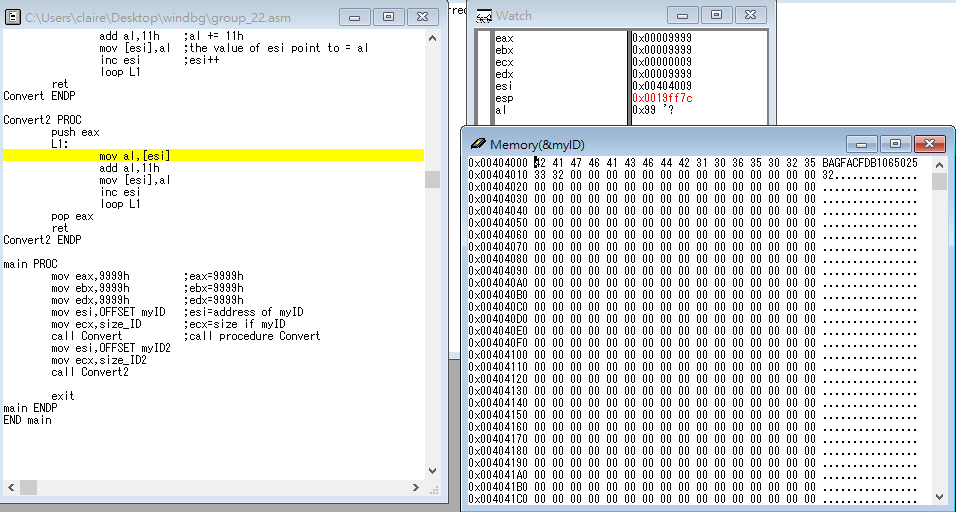 C:\Users\claire\Desktop\windbg\group_22.asm
add al,11h ;al += 11h
mov [esi],al ;the value of esi point to = al
inc esi ;esi++
loop L1
ret
Convert ENDP
Convert2 PROC
push eax
L1:
mov al,[esi]
add al,11h
mov [esi],al
inc esi
loop L1
pop eax
ret
Convert2 ENDP
main PROC
mov eax,9999h ;eax=9999h
mov ebx,9999h ;ebx=9999h
mov edx,9999h ;edx=9999h
mov esi,OFFSET myID ;esi=address of myID
mov ecx,size_ID ;ecx=size if myID
call Convert ;call procedure Convert
mov esi,OFFSET myID2
mov ecx,size_ID2
call Convert2
exit
main ENDP
END main
Watch
eax 0x00009999
ebx 0x00009999
ecx 0x00000009
edx 0x00009999
esi 0x00404009
esp 0x0019ff7c
al 0x99 '?
Memory(&myID)
0x00404000 42 41 47 46 41 43 46 44 42 31 30 36 35 30 32 35 BAGFACFDB1065025
0x00404010 33 32 00 00 00 00 00 00 00 00 00 00 00 00 00 00 32..............
0x00404020 00 00 00 00 00 00 00 00 00 00 00 00 00 00 00 00 ................
0x00404030 00 00 00 00 00 00 00 00 00 00 00 00 00 00 00 00 ................
0x00404040 00 00 00 00 00 00 00 00 00 00 00 00 00 00 00 00 ................
0x00404050 00 00 00 00 00 00 00 00 00 00 00 00 00 00 00 00 ................
0x00404060 00 00 00 00 00 00 00 00 00 00 00 00 00 00 00 00 ................
0x00404070 00 00 00 00 00 00 00 00 00 00 00 00 00 00 00 00 ................
0x00404080 00 00 00 00 00 00 00 00 00 00 00 00 00 00 00 00 ................
0x00404090 00 00 00 00 00 00 00 00 00 00 00 00 00 00 00 00 ................
0x004040A0 00 00 00 00 00 00 00 00 00 00 00 00 00 00 00 00 ................
0x004040B0 00 00 00 00 00 00 00 00 00 00 00 00 00 00 00 00 ................
0x004040C0 00 00 00 00 00 00 00 00 00 00 00 00 00 00 00 00 ................
0x004040D0 00 00 00 00 00 00 00 00 00 00 00 00 00 00 00 00 ................
0x004040E0 00 00 00 00 00 00 00 00 00 00 00 00 00 00 00 00 ................
0x004040F0 00 00 00 00 00 00 00 00 00 00 00 00 00 00 00 00 ................
0x00404100 00 00 00 00 00 00 00 00 00 00 00 00 00 00 00 00 ................
0x00404110 00 00 00 00 00 00 00 00 00 00 00 00 00 00 00 00 ................
0x00404120 00 00 00 00 00 00 00 00 00 00 00 00 00 00 00 00 ................
0x00404130 00 00 00 00 00 00 00 00 00 00 00 00 00 00 00 00 ................
0x00404140 00 00 00 00 00 00 00 00 00 00 00 00 00 00 00 00 ................
0x00404150 00 00 00 00 00 00 00 00 00 00 00 00 00 00 00 00 ................
0x00404160 00 00 00 00 00 00 00 00 00 00 00 00 00 00 00 00 ................
0x00404170 00 00 00 00 00 00 00 00 00 00 00 00 00 00 00 00 ................
0x00404180 00 00 00 00 00 00 00 00 00 00 00 00 00 00 00 00 ................
0x00404190 00 00 00 00 00 00 00 00 00 00 00 00 00 00 00 00 ................
0x004041A0 00 00 00 00 00 00 00 00 00 00 00 00 00 00 00 00 ................
0x004041B0 00 00 00 00 00 00 00 00 00 00 00 00 00 00 00 00 ................
0x004041C0 00 00 00 00 00 00 00 00 00 00 00 00 00 00 00 00 ................